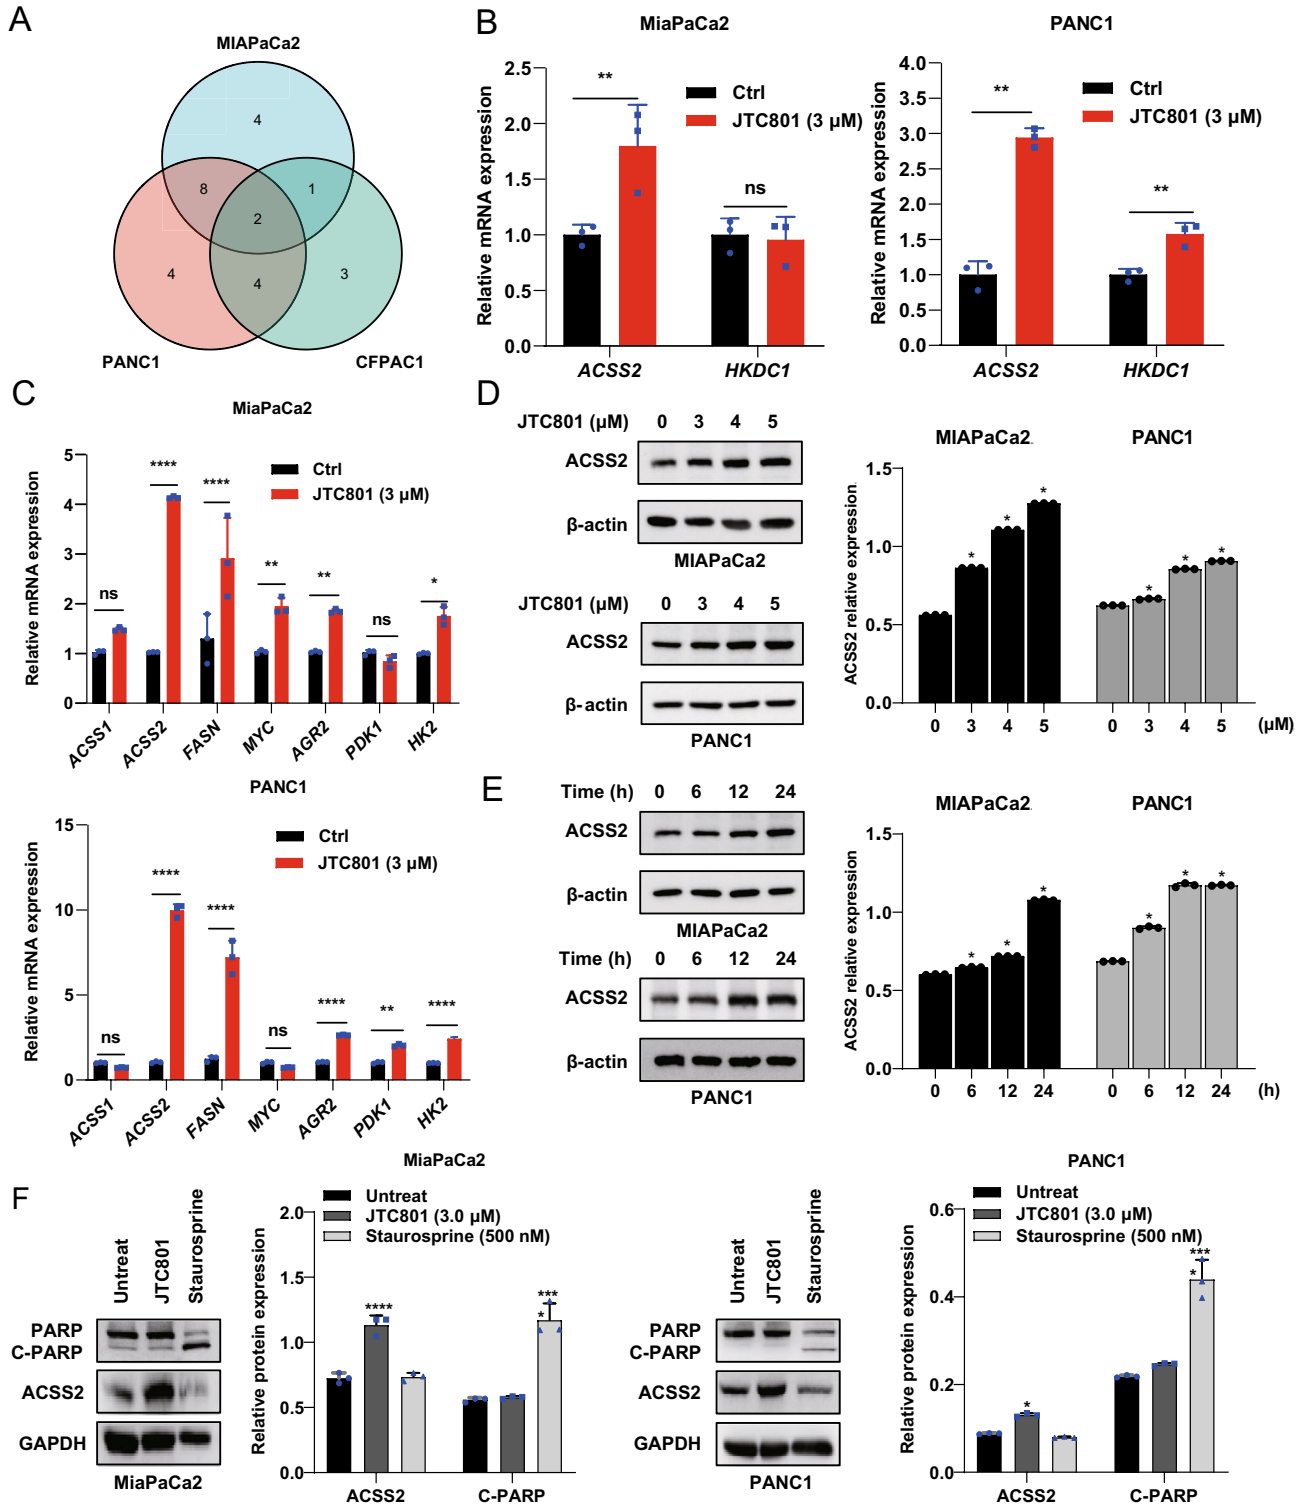 A
MIAPaCa2
4
8
1
2
4
4
3
PANC1
CFPAC1
B
MiaPaCa2
Relative mRNA expression
2.5
2.0
1.5
1.0
0.5
0.0
**
ns
Ctrl
JTC801 (3 µM)
ACSS2
HKDC1
PANC1
Relative mRNA expression
4.0
3.5
3.0
2.5
2.0
1.5
1.0
0.5
0.0
**
**
Ctrl
JTC801 (3 µM)
ACSS2
HKDC1
C
MiaPaCa2
Relative mRNA expression
5
4
3
2
1
0
ns
****
****
**
**
ns
*
Ctrl
JTC801 (3 µM)
ACSS1
ACSS2
FASN
MYC
AGR2
PDK1
HK2
PANC1
Relative mRNA expression
15
10
5
0
ns
****
****
ns
****
**
****
Ctrl
JTC801 (3 µM)
ACSS1
ACSS2
FASN
MYC
AGR2
PDK1
HK2
D
JTC801 (µM) 0 3 4 5
ACSS2
β-actin
MIAPaCa2
JTC801 (µM) 0 3 4 5
ACSS2
β-actin
PANC1
MIAPaCa2.
PANC1
ACSS2 relative expression.
1.5
1.0
0.5
0.0
*
*
*
*
*
*
0 3 4 5 0 3 4 5 (µM)
E
Time (h) 0 6 12 24
ACSS2
β-actin
MIAPaCa2
Time (h) 0 6 12 24
ACSS2
β-actin
PANC1
MIAPaCa2.
PANC1
ACSS2 relative expression
1.5
1.0
0.5
0.0
*
*
*
*
*
*
0 6 12 24 0 6 12 24 (h)
F
MiaPaCa2
Untreat
JTC801
Staurosprine
PARP
C-PARP
ACSS2
GAPDH
MiaPaCa2
Untreat
JTC801 (3.0 µM)
Staurosprine (500 nM)
Relative protein expression
2.0
1.5
1.0
0.5
0.0
****
***
*
ACSS2
C-PARP
PANC1
Untreat
JTC801
Staurosprine
PARP
C-PARP
ACSS2
GAPDH
PANC1
Untreat
JTC801 (3.0 µM)
Staurosprine (500 nM)
Relative protein expression
0.6
0.4
0.2
0.0
*
***
*
ACSS2
C-PARP